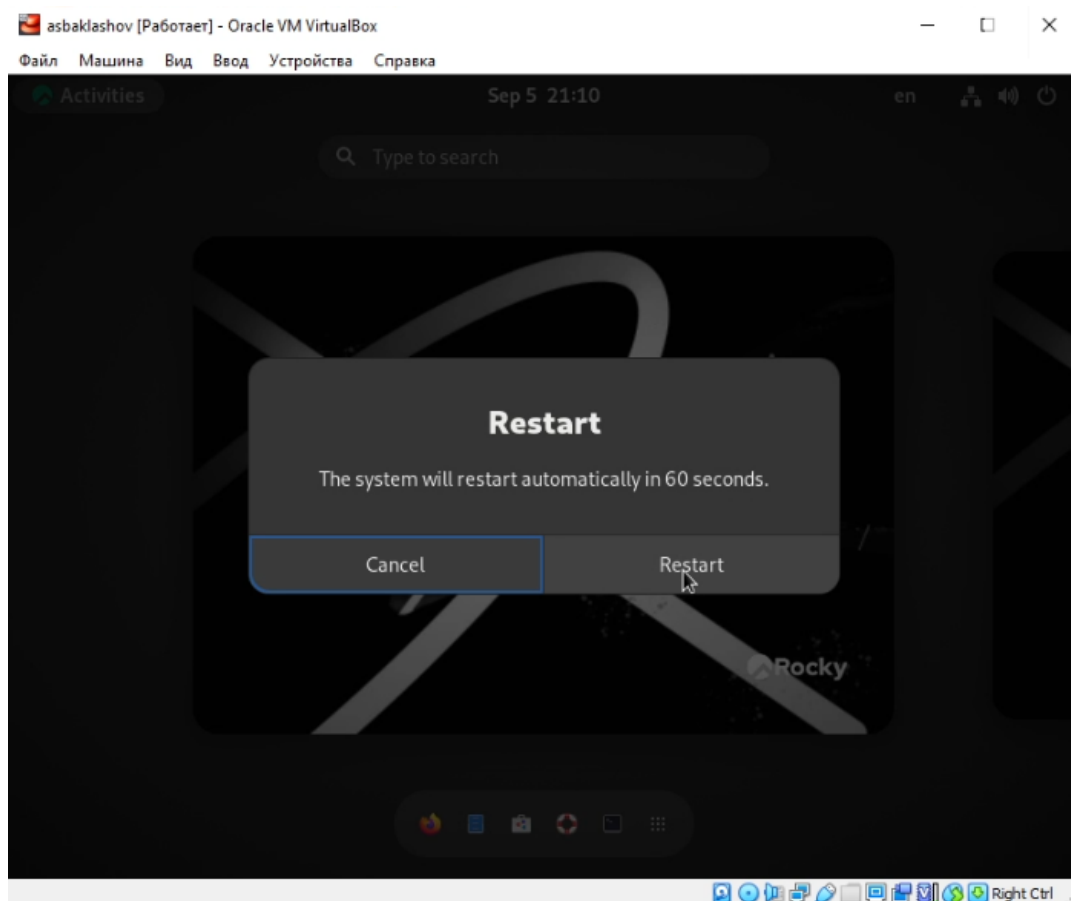 asbaklashov [Работает] - Oracle VM VirtualBox
Файл Машина Вид Ввод Устройства Справка
Activities Sep 5 21:10 en
Type to search
Restart
The system will restart automatically in 60 seconds.
Cancel Restart
Rocky
Right Ctrl